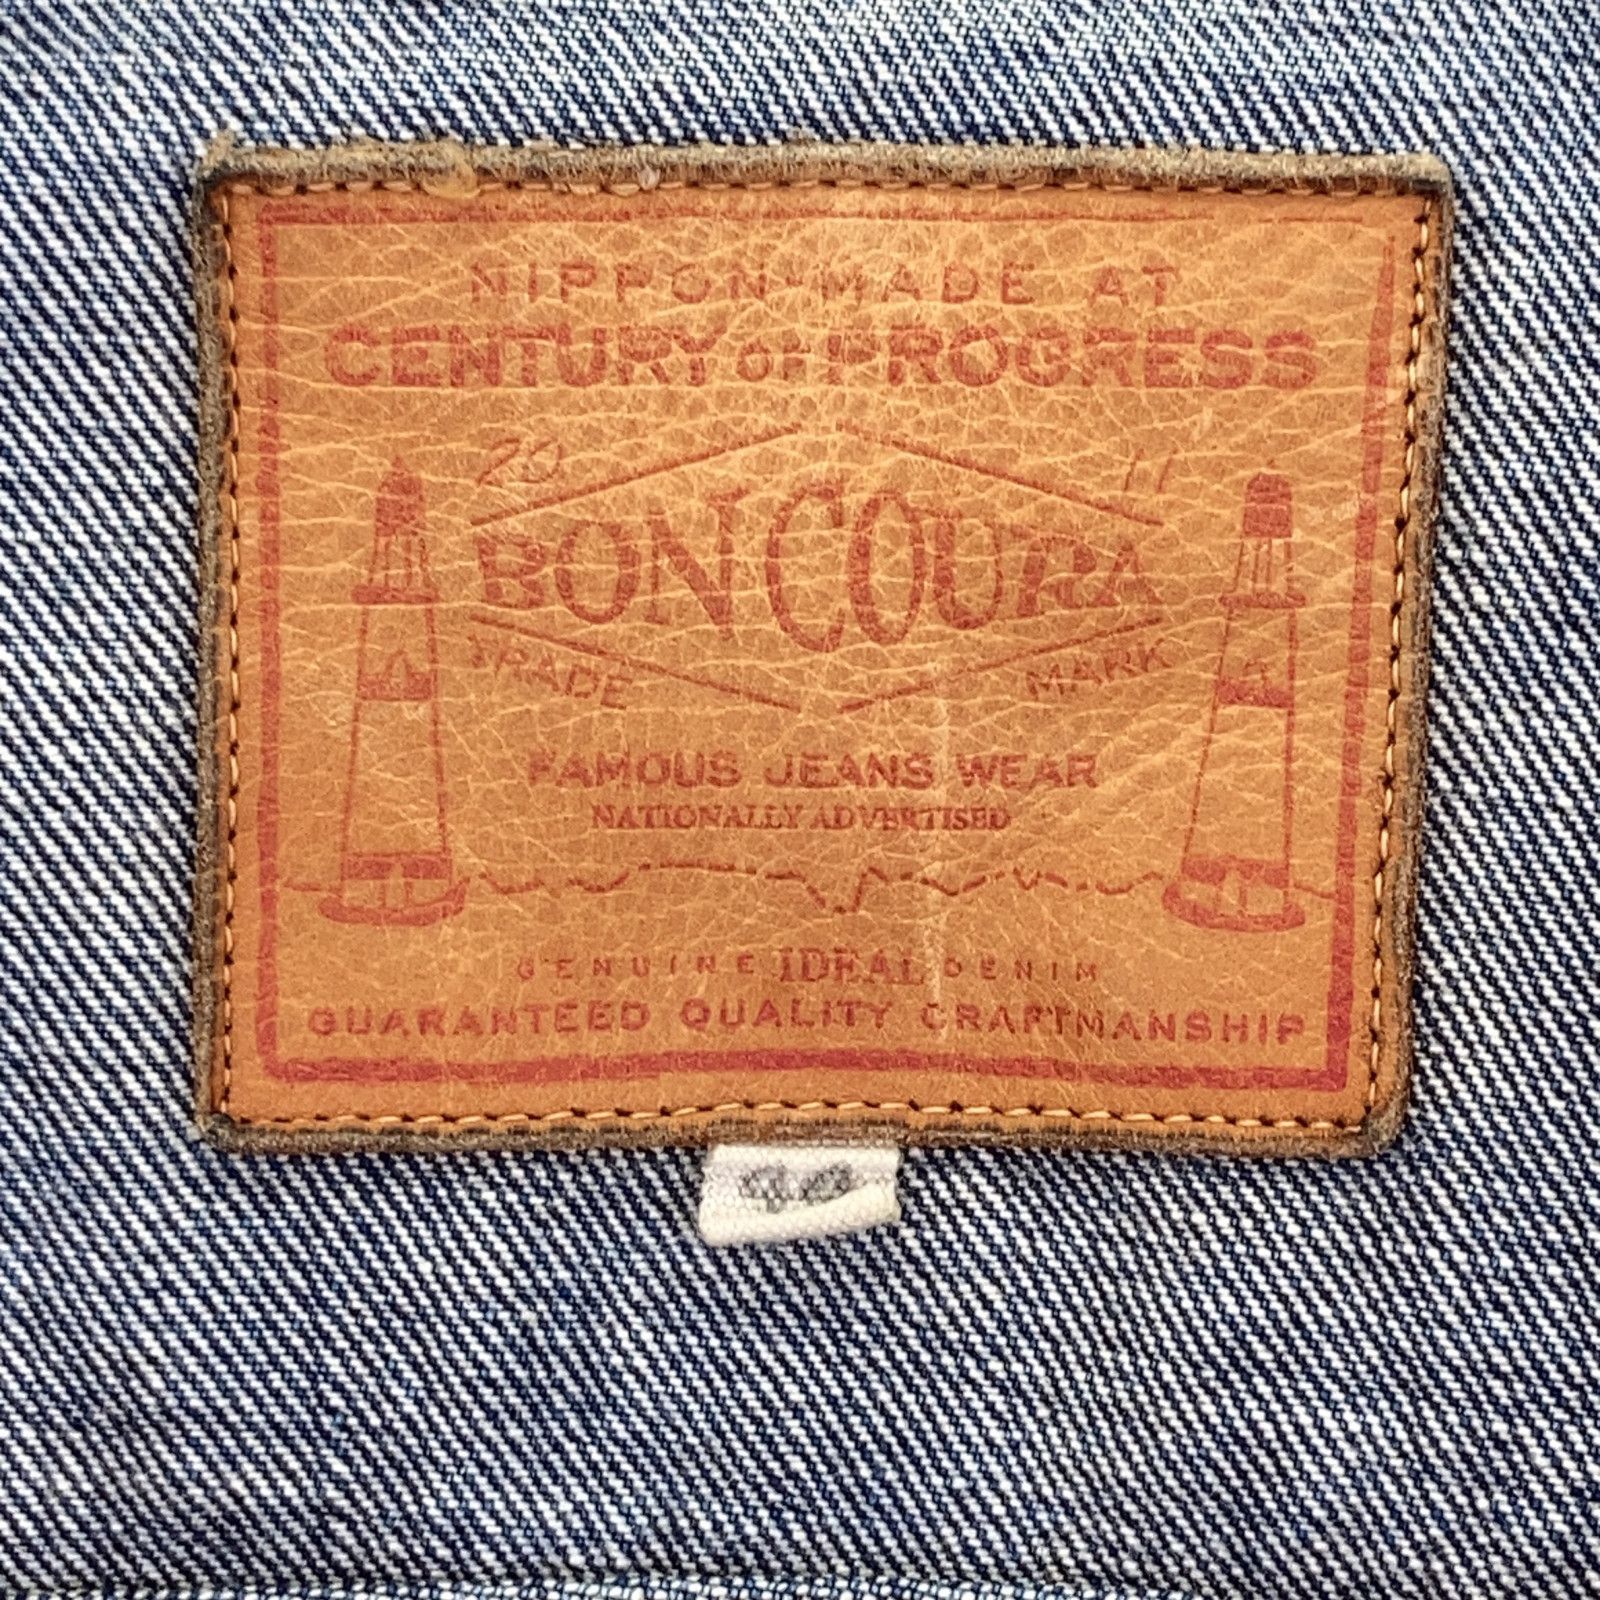 NIPPON-MADE AT
CENTURY OF PROGRESS
20 11
BONCOURA
TRADE MARK
FAMOUS JEANS WEAR
NATIONALLY ADVERTISED
GENUINE IDEAL DENIM
GUARANTEED QUALITY CRAFTMANSHIP